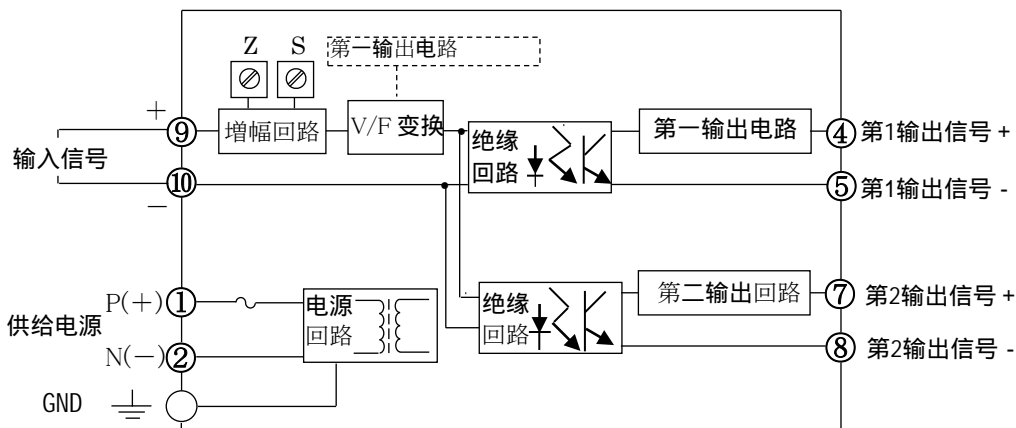 Z S
第一输出电路
+
⑨
増幅回路
V/F 变换
绝缘
回路
第一输出电路
④
第1输出信号 +
输入信号
⑩
⑤
第1输出信号 -
−
P(+)
①
电源
回路
绝缘
回路
第二输出回路
⑦
第2输出信号 +
供给电源
N(−)
②
⑧
第2输出信号 -
GND